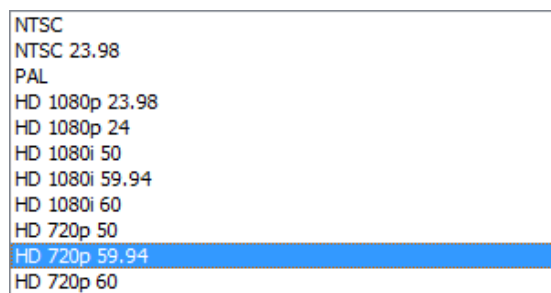 NTSC
NTSC 23.98
PAL
HD 1080p 23.98
HD 1080p 24
HD 1080i 50
HD 1080i 59.94
HD 1080i 60
HD 720p 50
HD 720p 59.94
HD 720p 60